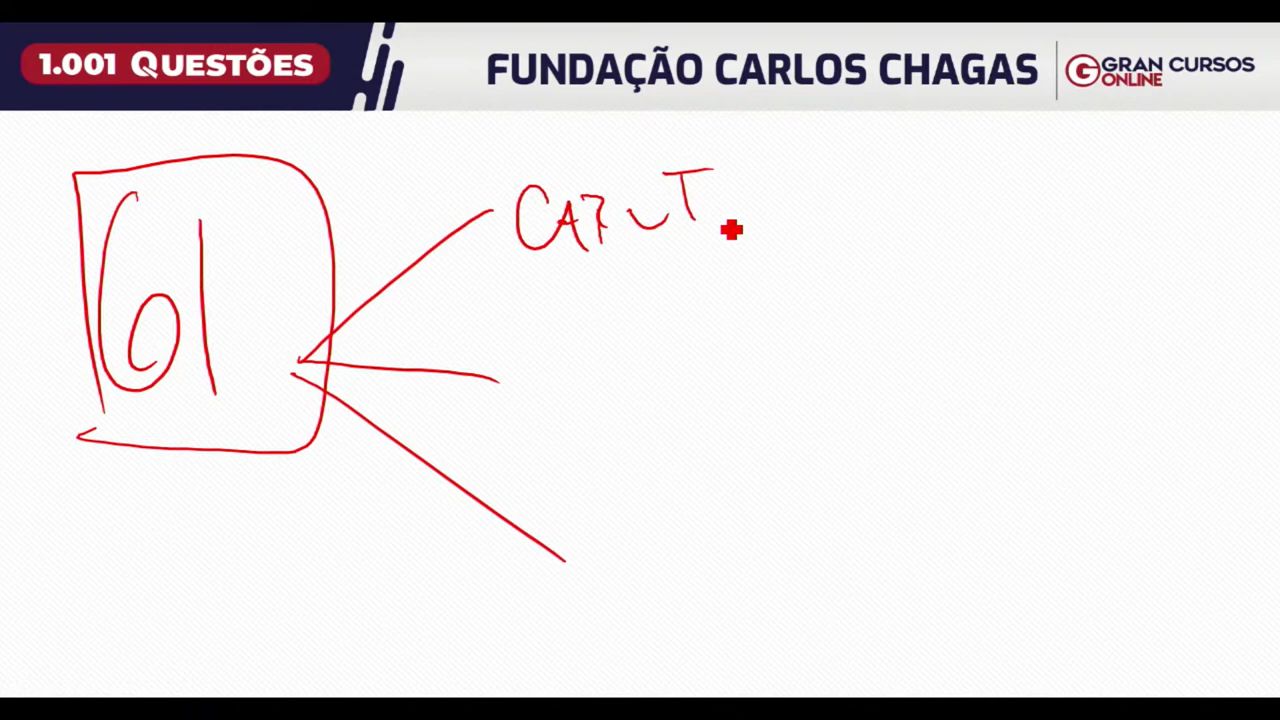 1.001 QUESTÕES
FUNDAÇÃO CARLOS CHAGAS
GRAN CURSOS
ONLINE
61
CAPUT